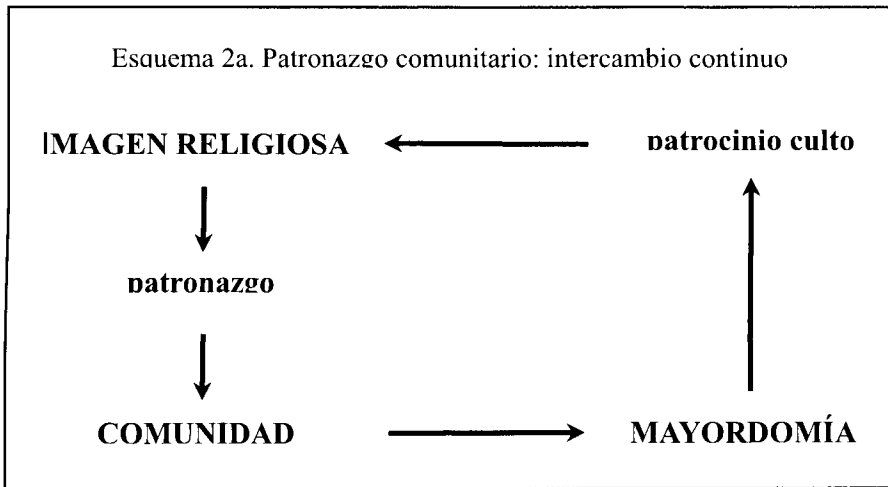 Esquema 2a. Patronazgo comunitario: intercambio continuo
IMAGEN RELIGIOSA
patrocinio culto
patronazgo
COMUNIDAD
MAYORDOMÍA